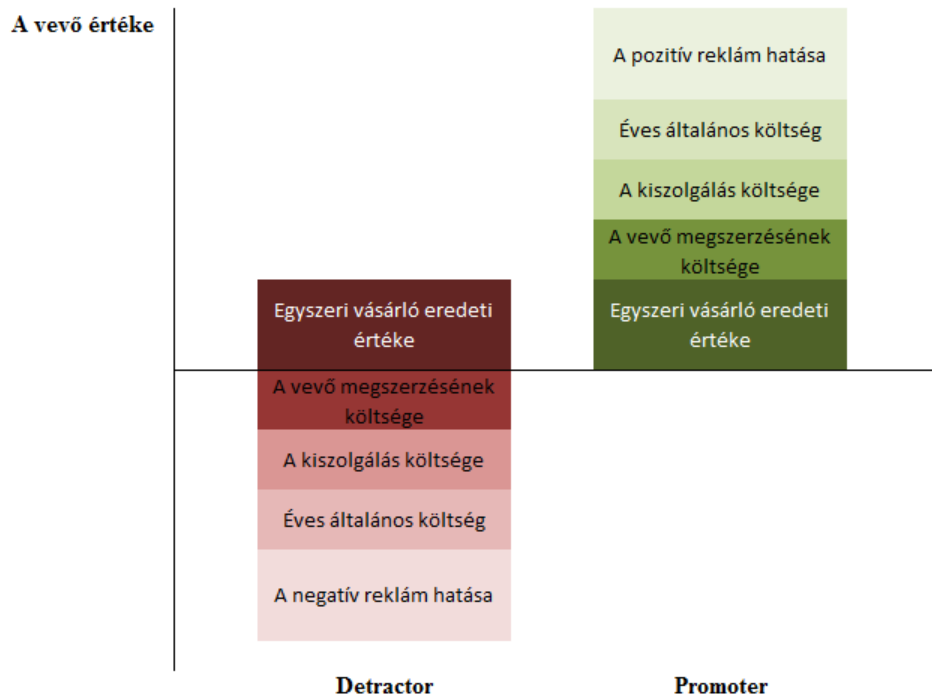 A vevő értéke
A pozitív reklám hatása
Éves általános költség
A kiszolgálás költsége
A vevő megszerzésének
költsége
Egyszeri vásárló eredeti
értéke
Egyszeri vásárló eredeti
értéke
A vevő megszerzésének
költsége
A kiszolgálás költsége
Éves általános költség
A negatív reklám hatása
Detractor
Promoter